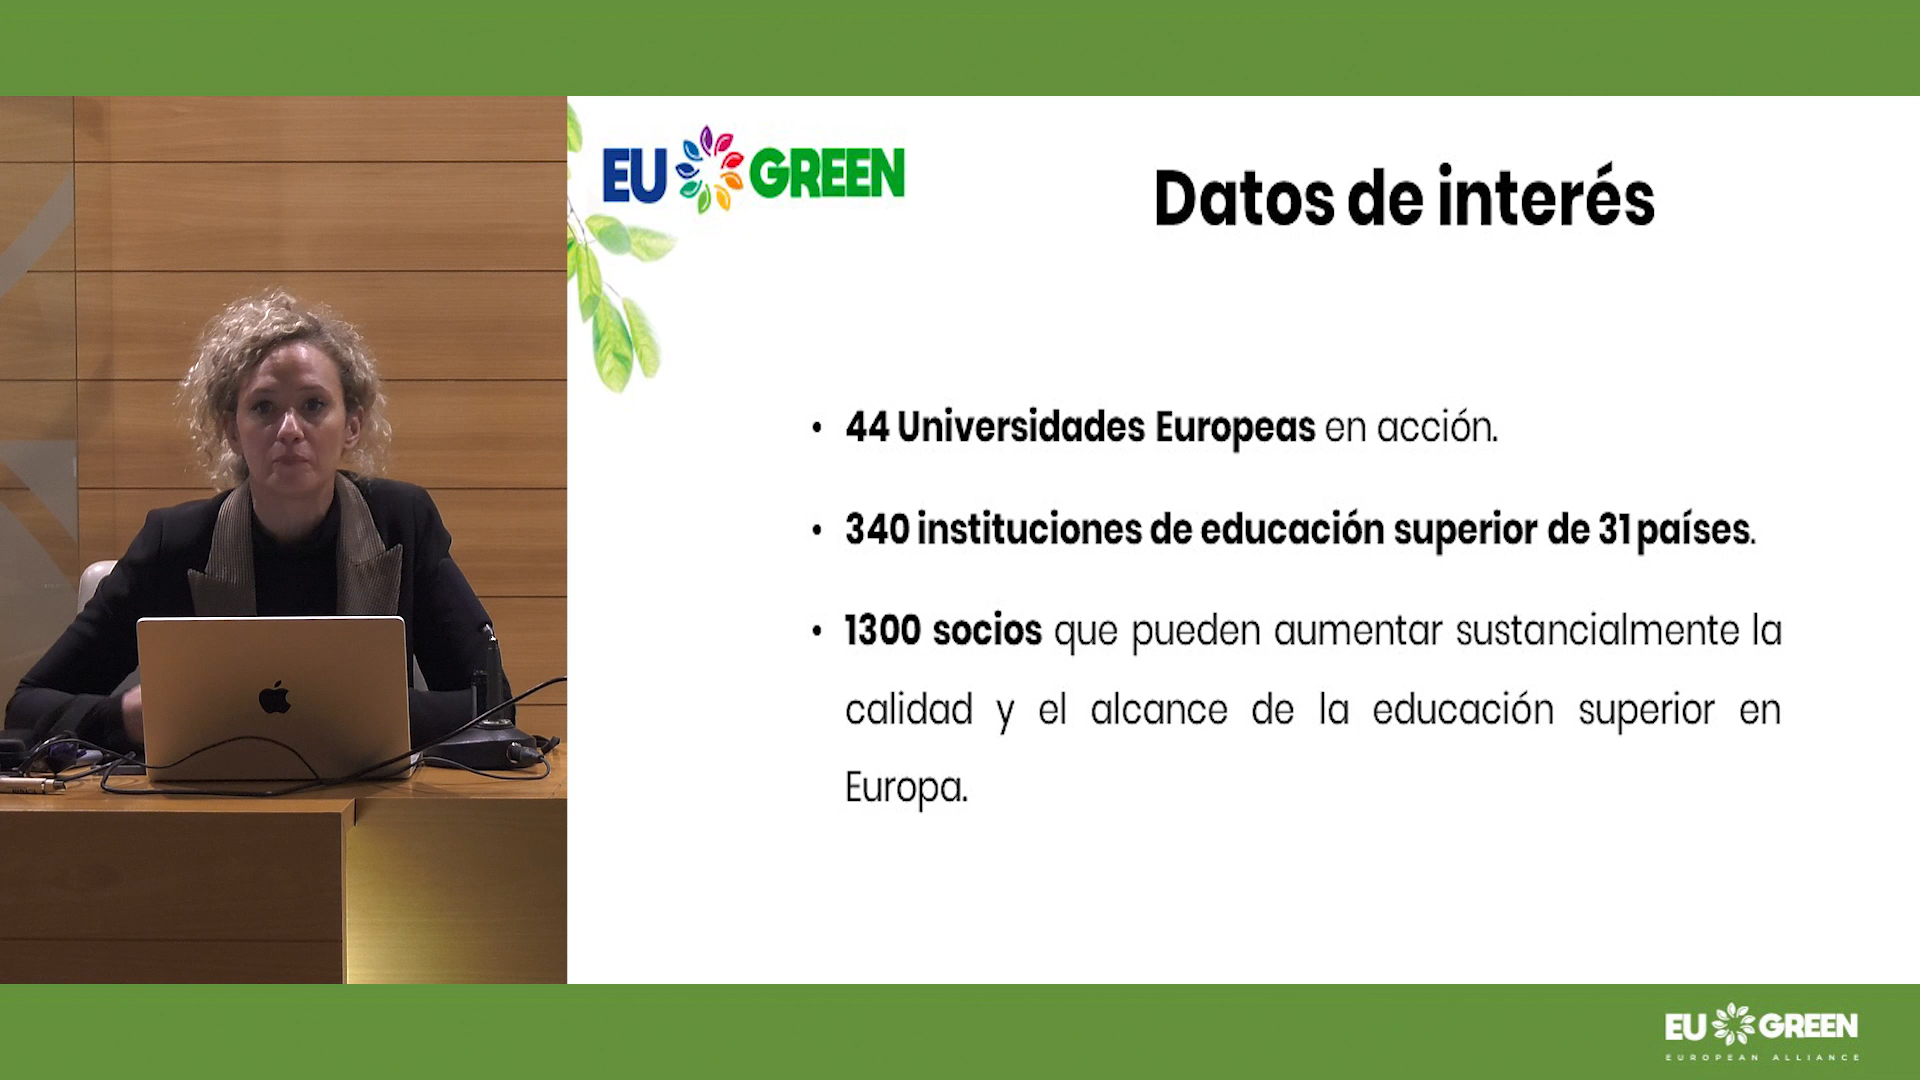 EU GREEN
Datos de interés
• 44 Universidades Europeas en acción.
• 340 instituciones de educación superior de 31 países.
• 1300 socios que pueden aumentar sustancialmente la
calidad y el alcance de la educación superior en
Europa.
EU GREEN
EUROPEAN ALLIANCE